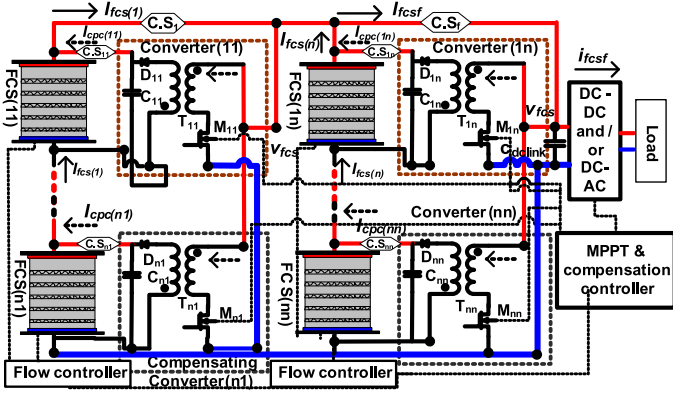 I_fcs(1)
C.S_1
I_fcs(n)
I_fcsf
C.S_f
I_cpc(11)
C.S_11
Converter(11)
I_cpc(1n)
C.S_1n
Converter(1n)
i_fcsf
FCS(11)
D_11
C_11
T_11
M_11
v_fcs
FCS(1n)
D_1n
C_1n
T_1n
M_1n
v_fcs
C_dclink
DC-
DC
and /
or
DC-
AC
Load
I_fcs(1)
I_fcs(n)
I_cpc(n1)
C.S_n1
I_cpc(nn)
C.S_nn
Converter(nn)
FCS(n1)
D_n1
C_n1
T_n1
M_n1
FC S(nn)
D_nn
C_nn
T_nn
M_nn
MPPT &
compensation
controller
Flow controller
Compensating
Converter(n1)
Flow controller